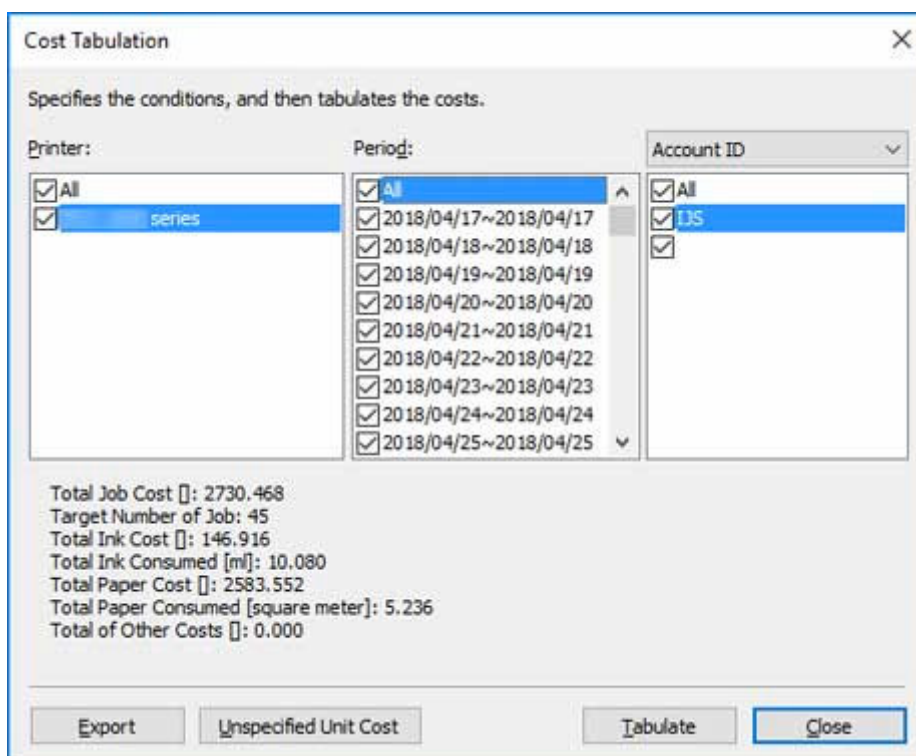 Cost Tabulation
Specifies the conditions, and then tabulates the costs.
Printer:
All
series
Period:
All
2018/04/17~2018/04/17
2018/04/18~2018/04/18
2018/04/19~2018/04/19
2018/04/20~2018/04/20
2018/04/21~2018/04/21
2018/04/22~2018/04/22
2018/04/23~2018/04/23
2018/04/24~2018/04/24
2018/04/25~2018/04/25
Account ID
All
IJS
Total Job Cost []: 2730.468
Target Number of Job: 45
Total Ink Cost []: 146.916
Total Ink Consumed [ml]: 10.080
Total Paper Cost []: 2583.552
Total Paper Consumed [square meter]: 5.236
Total of Other Costs []: 0.000
Export
Unspecified Unit Cost
Tabulate
Close